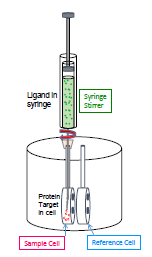 Ligand in
syringe
Syringe
Stirrer
Protein
Target
in cell
Sample Cell
Reference Cell